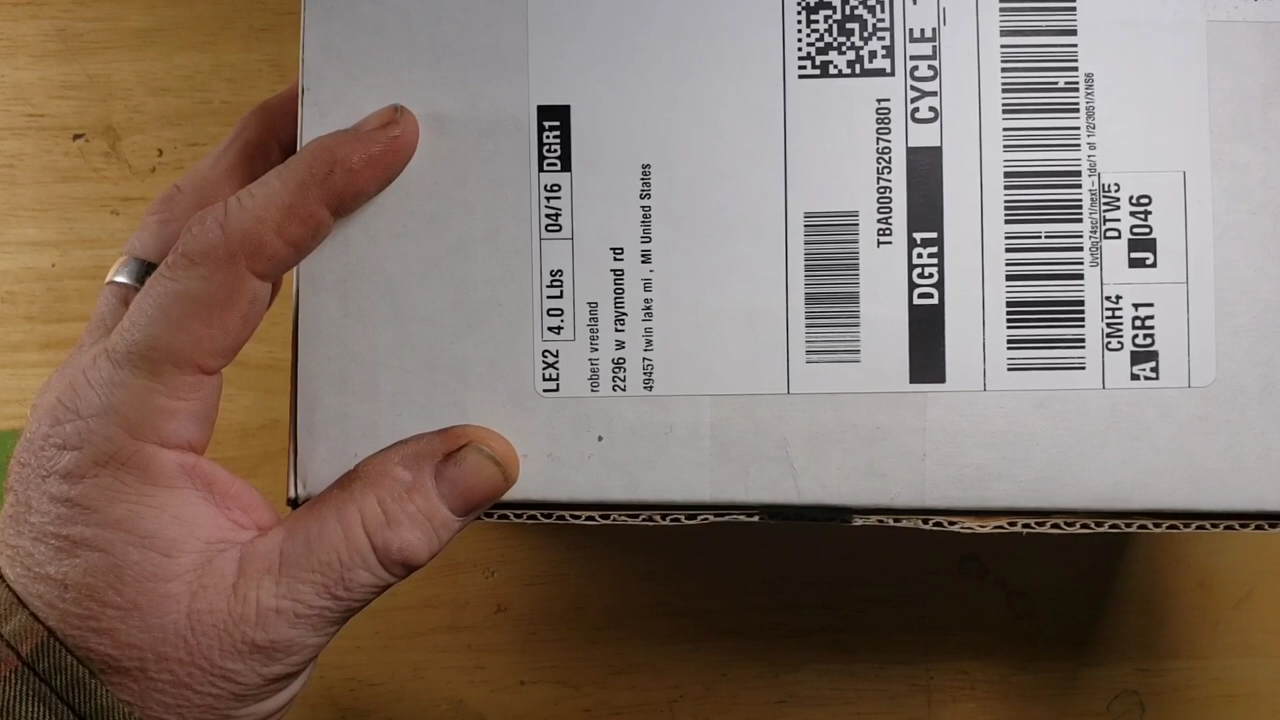 LEX2 4.0 Lbs 04/16 DGR1
robert vreeland
2296 w raymond rd
49457 twin lake mi , MI United States
TBA009752670801
DGR1 CYCLE
CMH4 DTW5
A GR1 J 046